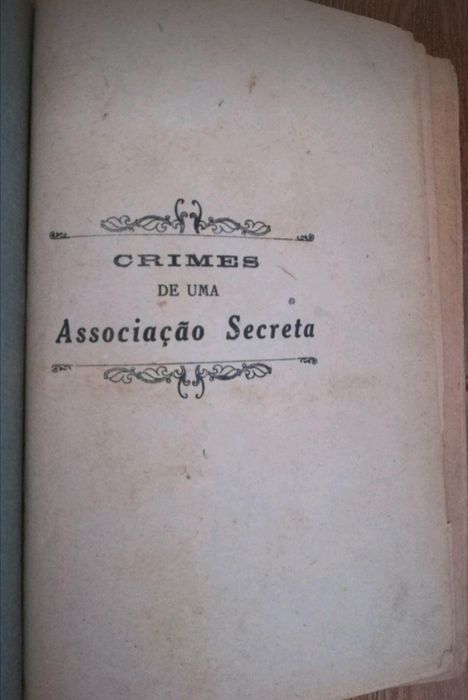 CRIMES
DE UMA
Associação Secreta